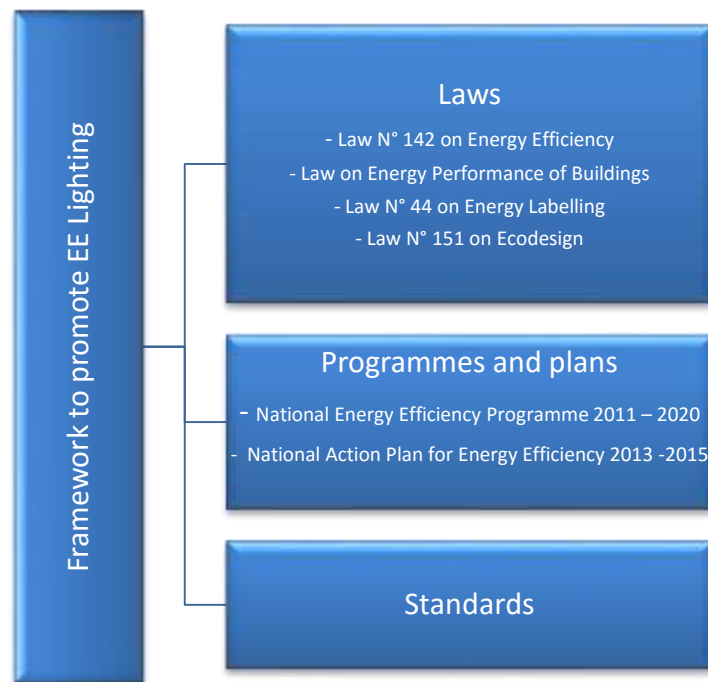 Framework to promote EE Lighting
Laws
- Law N° 142 on Energy Efficiency
- Law on Energy Performance of Buildings
- Law N° 44 on Energy Labelling
- Law N° 151 on Ecodesign
Programmes and plans
- National Energy Efficiency Programme 2011 – 2020
- National Action Plan for Energy Efficiency 2013 -2015
Standards